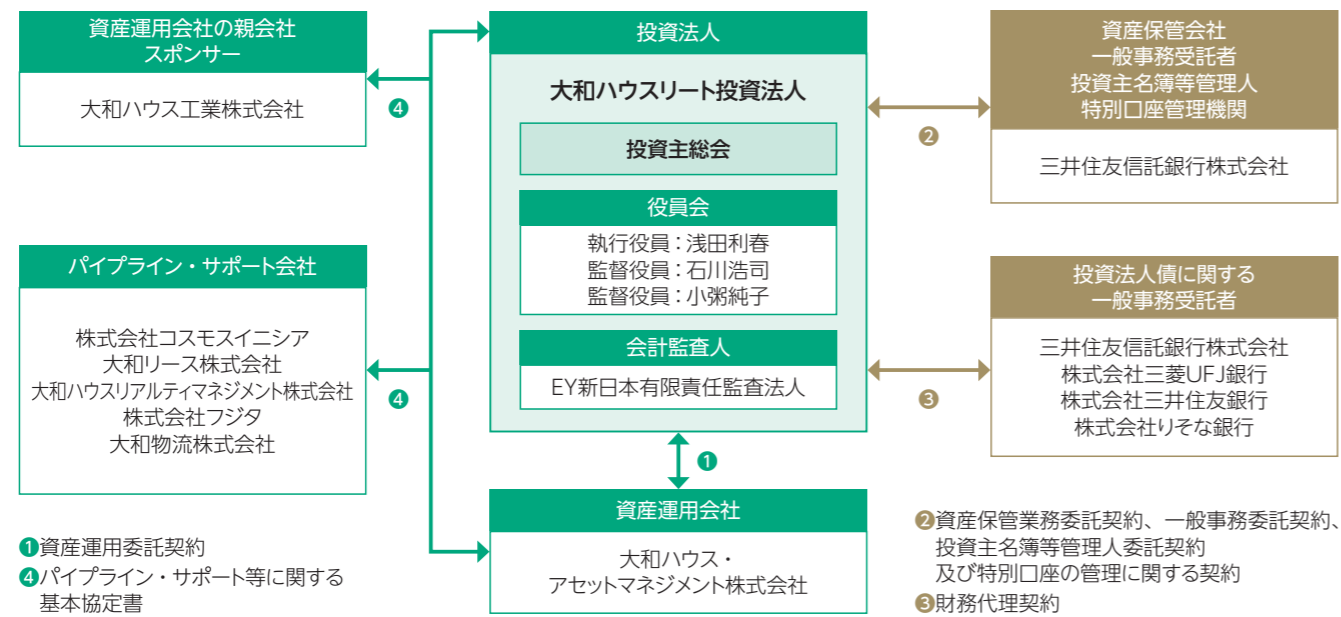 資産運用会社の親会社
スポンサー
大和ハウス工業株式会社
❹
パイプライン・サポート会社
株式会社コスモスイニシア
大和リース株式会社
大和ハウスリアルティマネジメント株式会社
株式会社フジタ
大和物流株式会社
❹
❶資産運用委託契約
❹パイプライン・サポート等に関する
基本協定書
投資法人
大和ハウスリート投資法人
投資主総会
役員会
執行役員：浅田利春
監督役員：石川浩司
監督役員：小粥純子
会計監査人
EY新日本有限責任監査法人
❶
資産運用会社
大和ハウス・
アセットマネジメント株式会社
資産保管会社
一般事務受託者
投資主名簿等管理人
特別口座管理機関
三井住友信託銀行株式会社
❷
投資法人債に関する
一般事務受託者
三井住友信託銀行株式会社
株式会社三菱UFJ銀行
株式会社三井住友銀行
株式会社りそな銀行
❸
❷資産保管業務委託契約、一般事務委託契約、
投資主名簿等管理人委託契約
及び特別口座の管理に関する契約
❸財務代理契約